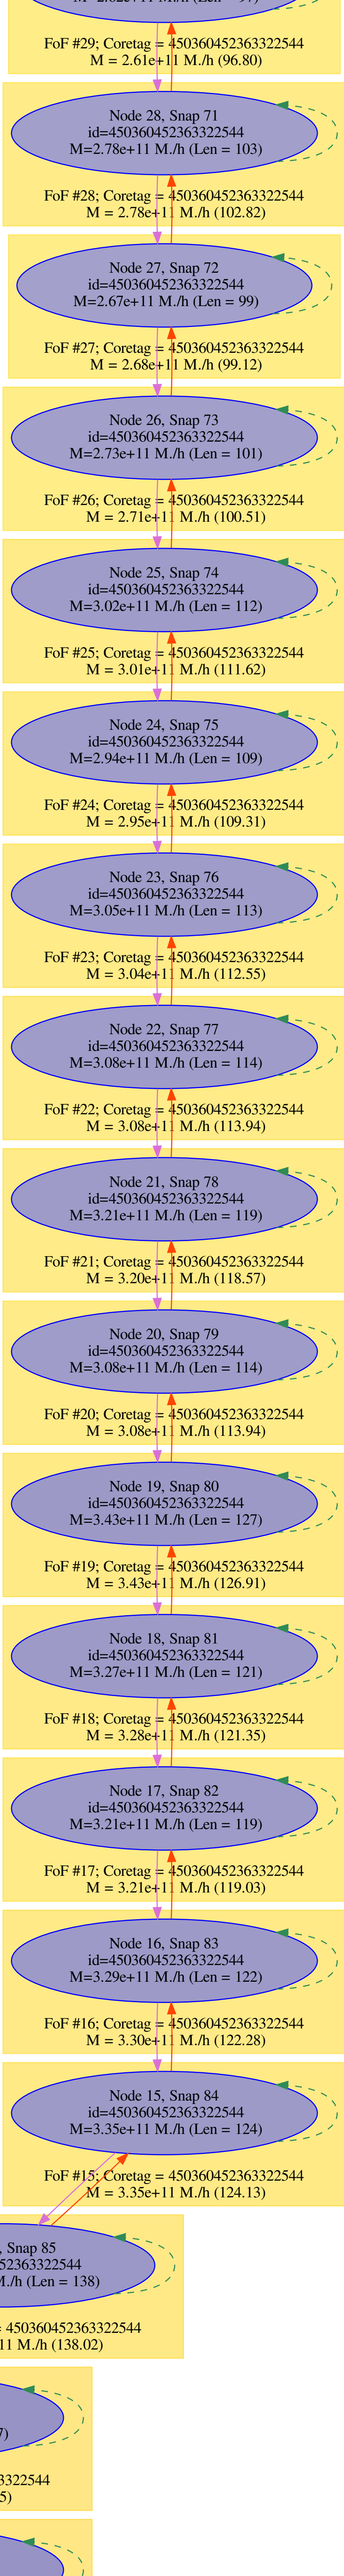 FoF #29; Coretag = 450360452363322544
M = 2.61e+11 M./h (96.80)
Node 28, Snap 71
id=450360452363322544
M=2.78e+11 M./h (Len = 103)
FoF #28; Coretag = 450360452363322544
M = 2.78e+11 M./h (102.82)
Node 27, Snap 72
id=450360452363322544
M=2.67e+11 M./h (Len = 99)
FoF #27; Coretag = 450360452363322544
M = 2.68e+11 M./h (99.12)
Node 26, Snap 73
id=450360452363322544
M=2.73e+11 M./h (Len = 101)
FoF #26; Coretag = 450360452363322544
M = 2.71e+11 M./h (100.51)
Node 25, Snap 74
id=450360452363322544
M=3.02e+11 M./h (Len = 112)
FoF #25; Coretag = 450360452363322544
M = 3.01e+11 M./h (111.62)
Node 24, Snap 75
id=450360452363322544
M=2.94e+11 M./h (Len = 109)
FoF #24; Coretag = 450360452363322544
M = 2.95e+11 M./h (109.31)
Node 23, Snap 76
id=450360452363322544
M=3.05e+11 M./h (Len = 113)
FoF #23; Coretag = 450360452363322544
M = 3.04e+11 M./h (112.55)
Node 22, Snap 77
id=450360452363322544
M=3.08e+11 M./h (Len = 114)
FoF #22; Coretag = 450360452363322544
M = 3.08e+11 M./h (113.94)
Node 21, Snap 78
id=450360452363322544
M=3.21e+11 M./h (Len = 119)
FoF #21; Coretag = 450360452363322544
M = 3.20e+11 M./h (118.57)
Node 20, Snap 79
id=450360452363322544
M=3.08e+11 M./h (Len = 114)
FoF #20; Coretag = 450360452363322544
M = 3.08e+11 M./h (113.94)
Node 19, Snap 80
id=450360452363322544
M=3.43e+11 M./h (Len = 127)
FoF #19; Coretag = 450360452363322544
M = 3.43e+11 M./h (126.91)
Node 18, Snap 81
id=450360452363322544
M=3.27e+11 M./h (Len = 121)
FoF #18; Coretag = 450360452363322544
M = 3.28e+11 M./h (121.35)
Node 17, Snap 82
id=450360452363322544
M=3.21e+11 M./h (Len = 119)
FoF #17; Coretag = 450360452363322544
M = 3.21e+11 M./h (119.03)
Node 16, Snap 83
id=450360452363322544
M=3.29e+11 M./h (Len = 122)
FoF #16; Coretag = 450360452363322544
M = 3.30e+11 M./h (122.28)
Node 15, Snap 84
id=450360452363322544
M=3.35e+11 M./h (Len = 124)
FoF #15; Coretag = 450360452363322544
M = 3.35e+11 M./h (124.13)
, Snap 85
52363322544
M./h (Len = 138)
= 450360452363322544
11 M./h (138.02)
7)
3322544
5)